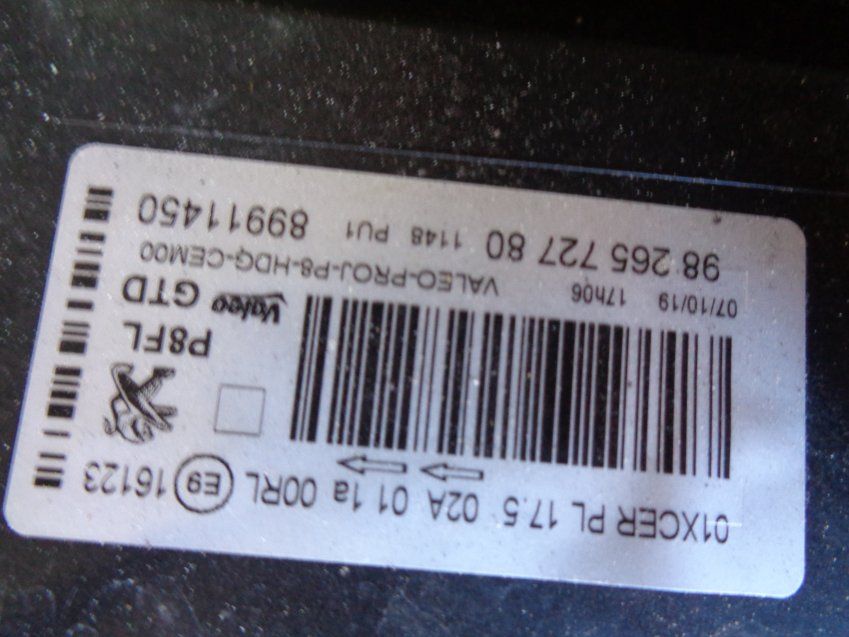 01XCER PL 17.5 02A 01 1a 00RL E9 16123
P8FL
Valeo GTD
07/10/19 17h06 VALEO-PROJ-P8-HDG-CEM00
98 265 727 80 1148 PU1 89911450